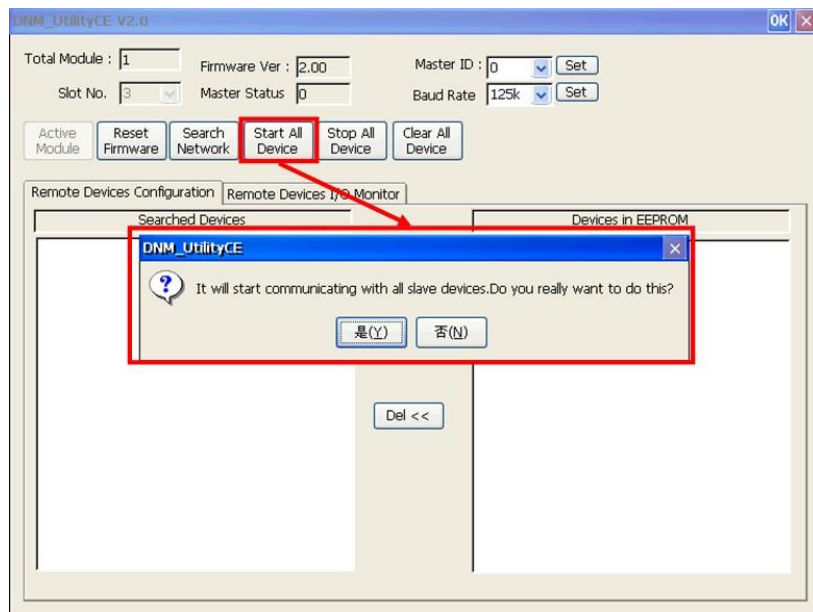 DNM_UtilityCE V2.0 OK
Total Module : 1 Firmware Ver : 2.00 Master ID : 0 Set
Slot No. 3 Master Status 0 Baud Rate 125k Set
Active Module Reset Firmware Search Network Start All Device Stop All Device Clear All Device
Remote Devices Configuration Remote Devices I/O Monitor
Searched Devices Devices in EEPROM
DNM_UtilityCE
It will start communicating with all slave devices.Do you really want to do this?
是(Y) 否(N)
Del <<